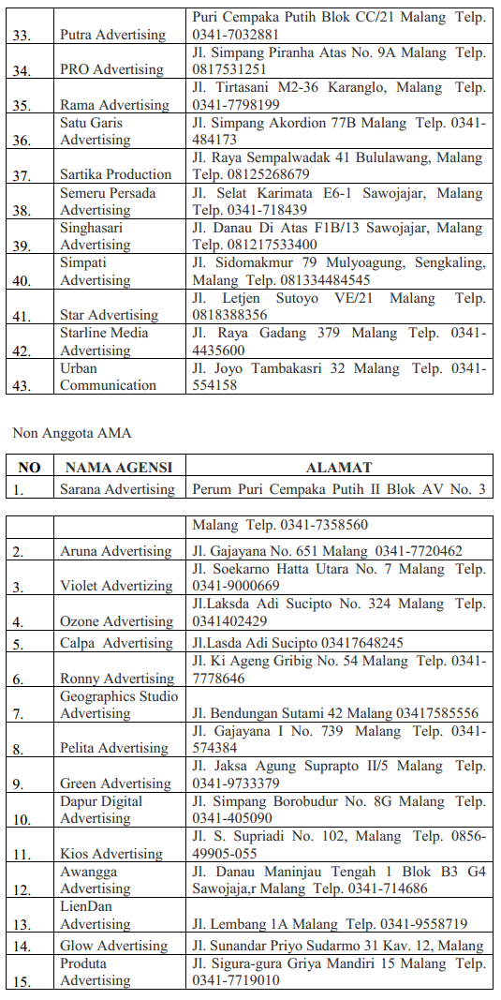 Puri Cempaka Putih Blok CC/21 Malang Telp.
33. Putra Advertising 0341-7032881
Jl. Simpang Piranha Atas No. 9A Malang Telp.
34. PRO Advertising 0817531251
Jl. Tirtasani M2-36 Karanglo, Malang Telp.
35. Rama Advertising 0341-7798199
Satu Garis Jl. Simpang Akordion 77B Malang Telp. 0341-
36. Advertising 484173
Jl. Raya Sempalwadak 41 Bululawang, Malang
37. Sartika Production Telp. 08125268679
Semeru Persada Jl. Selat Karimata E6-1 Sawojajar, Malang
38. Advertising Telp. 0341-718439
Singhasari Jl. Danau Di Atas F1B/13 Sawojajar, Malang
39. Advertising Telp. 081217533400
Simpati Jl. Sidomakmur 79 Mulyoagung, Sengkaling,
40. Advertising Malang Telp. 081334484545
Jl. Letjen Sutoyo VE/21 Malang Telp.
41. Star Advertising 0818388356
Starline Media Jl. Raya Gadang 379 Malang Telp. 0341-
42. Advertising 4435600
Urban Jl. Joyo Tambakasri 32 Malang Telp. 0341-
43. Communication 554158
Non Anggota AMA
NO NAMA AGENSI ALAMAT
1. Sarana Advertising Perum Puri Cempaka Putih II Blok AV No. 3
Malang Telp. 0341-7358560
2. Aruna Advertising Jl. Gajayana No. 651 Malang 0341-7720462
Jl. Soekarno Hatta Utara No. 7 Malang Telp.
3. Violet Advertizing 0341-9000669
Jl.Laksda Adi Sucipto No. 324 Malang Telp.
4. Ozone Advertising 0341402429
5. Calpa Advertising Jl.Lasda Adi Sucipto 03417648245
Jl. Ki Ageng Gribig No. 54 Malang Telp. 0341-
6. Ronny Advertising 7778646
Geographics Studio
7. Advertising Jl. Bendungan Sutami 42 Malang 03417585556
Jl. Gajayana I No. 739 Malang Telp. 0341-
8. Pelita Advertising 574384
Jl. Jaksa Agung Suprapto II/5 Malang Telp.
9. Green Advertising 0341-9733379
Dapur Digital Jl. Simpang Borobudur No. 8G Malang Telp.
10. Advertising 0341-405090
Jl. S. Supriadi No. 102, Malang Telp. 0856-
11. Kios Advertising 49905-055
Awangga Jl. Danau Maninjau Tengah 1 Blok B3 G4
12. Advertising Sawojaja,r Malang Telp. 0341-714686
LienDan
13. Advertising Jl. Lembang 1A Malang Telp. 0341-9558719
14. Glow Advertising Jl. Sunandar Priyo Sudarmo 31 Kav. 12, Malang
Produta Jl. Sigura-gura Griya Mandiri 15 Malang Telp.
15. Advertising 0341-7719010